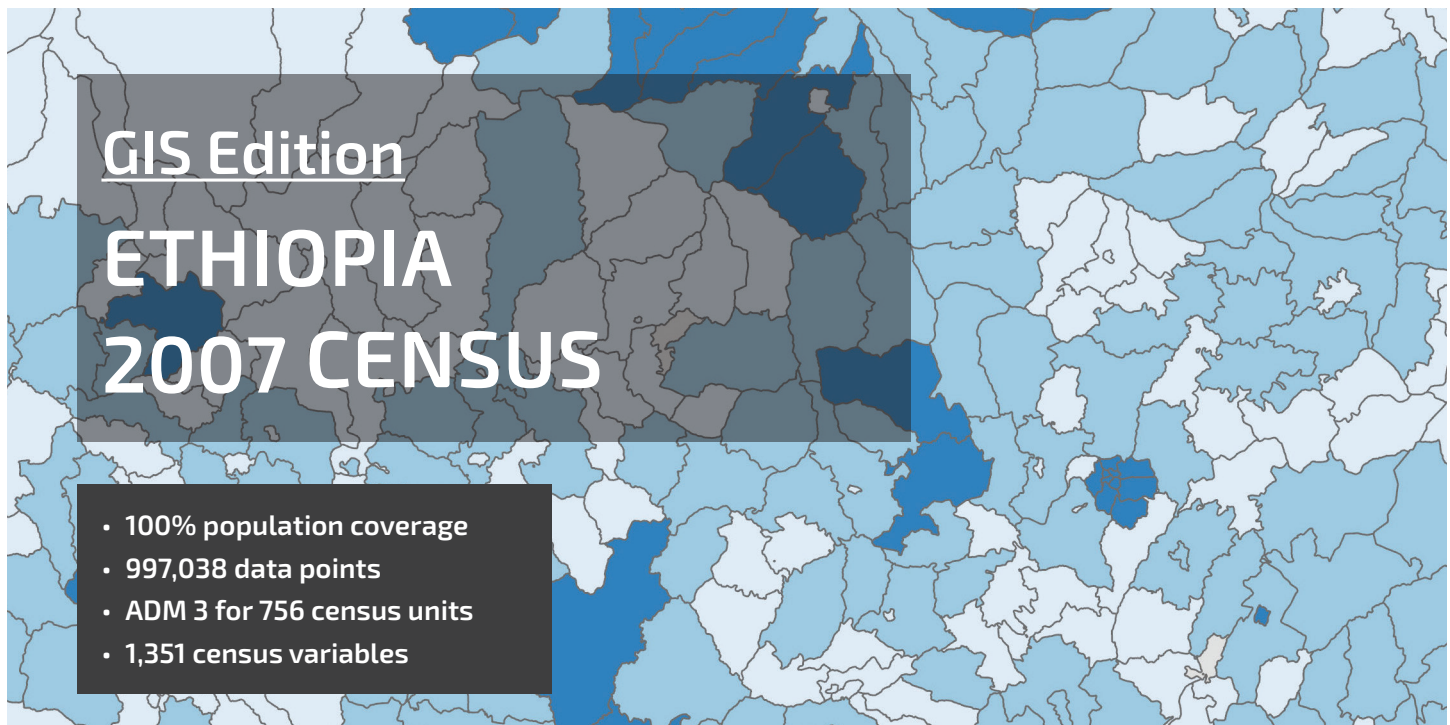 GIS Edition
ETHIOPIA
2007 CENSUS
• 100% population coverage
• 997,038 data points
• ADM 3 for 756 census units
• 1,351 census variables